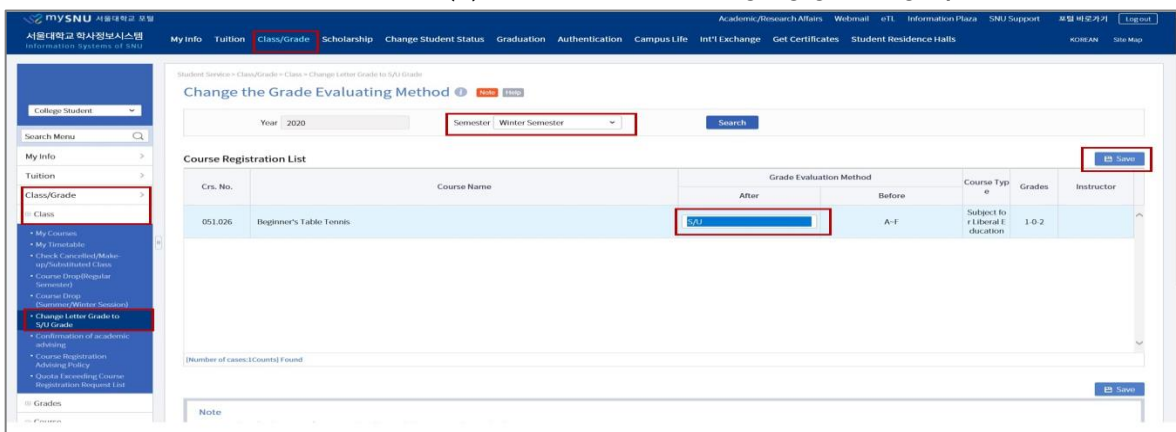 mySNU 서울대학교 포털
Academic/Research Affairs Webmail eTL Information Plaza SNU Support 포털 바로가기 Logout
서울대학교 학사정보시스템
Information Systems of SNU
My Info Tuition Class/Grade Scholarship Change Student Status Graduation Authentication Campus Life Int'l Exchange Get Certificates Student Residence Halls
KOREAN Site Map
College Student
Search Menu
My Info
Tuition
Class/Grade
Class
• My Courses
• My Timetable
• Check Cancelled/Make-
up/Substituted Class
• Course Drop(Regular
Semester)
• Course Drop
(Summer/Winter Session)
• Change Letter Grade to
S/U Grade
• Confirmation of academic
advising
• Course Registration
Advising Policy
• Quota Exceeding Course
Registration Request List
Grades
Course
Student Service > Class/Grade > Class > Change Letter Grade to S/U Grade
Change the Grade Evaluating Method Note Help
Year 2020 Semester Winter Semester Search
Course Registration List Save
Crs. No. Course Name Grade Evaluation Method Course Typ
e Grades Instructor
After Before
051.026 Beginner's Table Tennis S/U A~F Subject fo
r Liberal E
ducation 1-0-2
[Number of cases:1Counts] Found
Save
Note